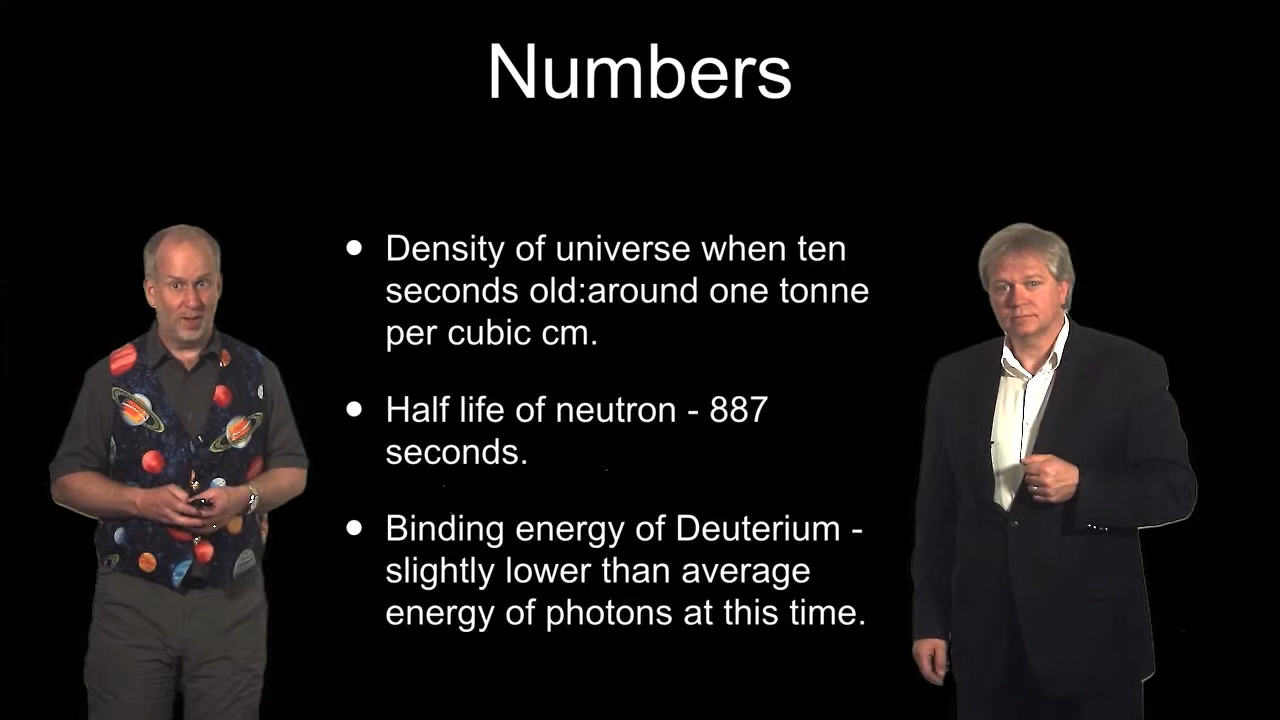 Numbers
• Density of universe when ten
seconds old:around one tonne
per cubic cm.
• Half life of neutron - 887
seconds.
• Binding energy of Deuterium -
slightly lower than average
energy of photons at this time.